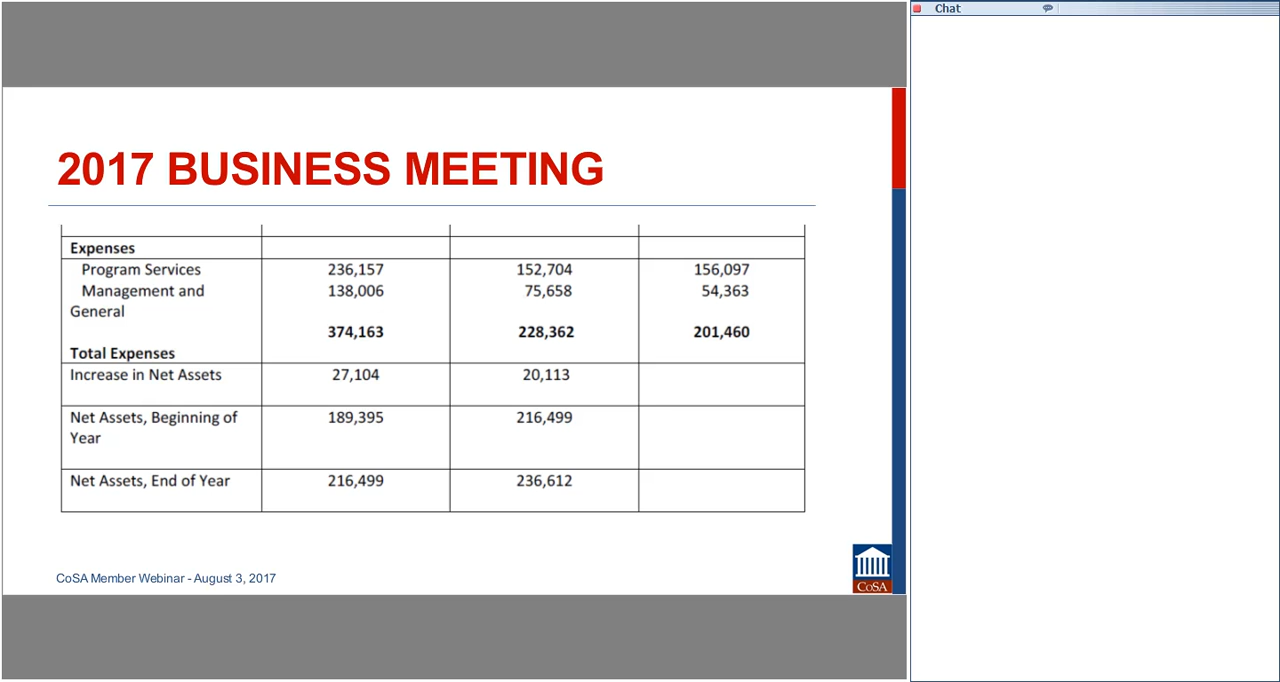 Chat
2017 BUSINESS MEETING
Expenses
Program Services 236,157 152,704 156,097
Management and 138,006 75,658 54,363
General
374,163 228,362 201,460
Total Expenses
Increase in Net Assets 27,104 20,113
Net Assets, Beginning of 189,395 216,499
Year
Net Assets, End of Year 216,499 236,612
CoSA Member Webinar - August 3, 2017
CoSA